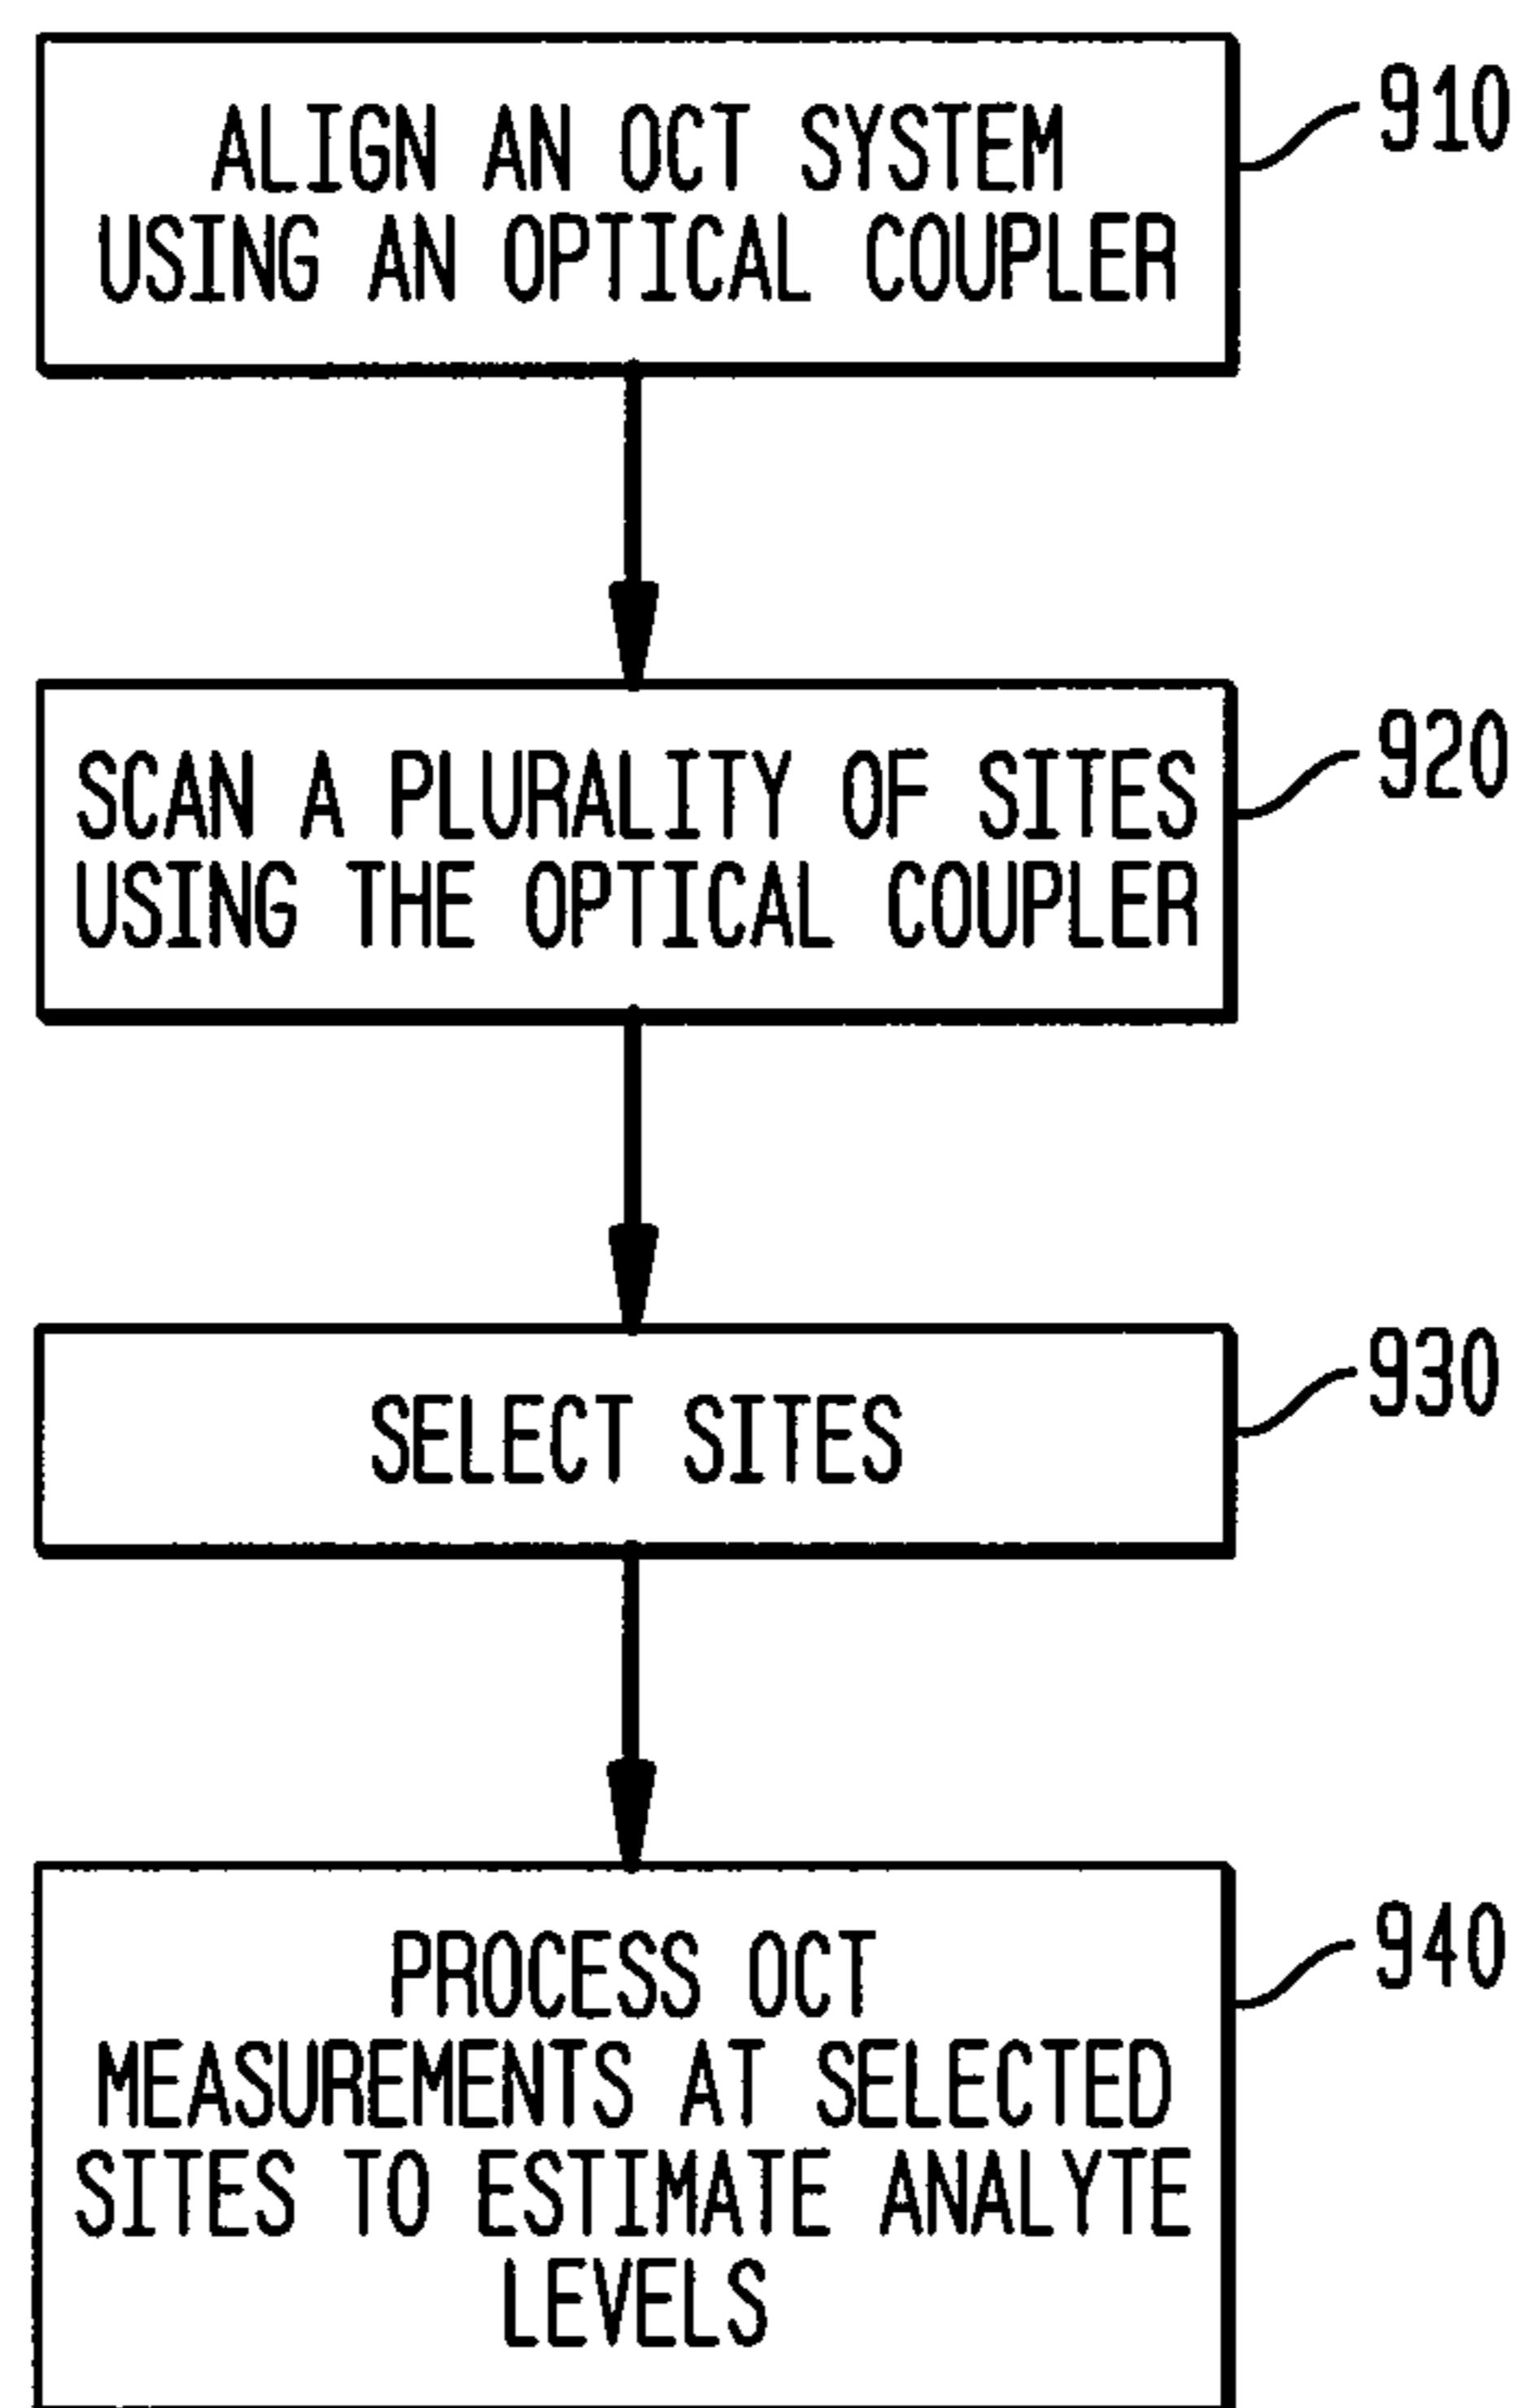 ALIGN AN OCT SYSTEM
USING AN OPTICAL COUPLER
910
SCAN A PLURALITY OF SITES
USING THE OPTICAL COUPLER
920
SELECT SITES
930
PROCESS OCT
MEASUREMENTS AT SELECTED
SITES TO ESTIMATE ANALYTE
LEVELS
940